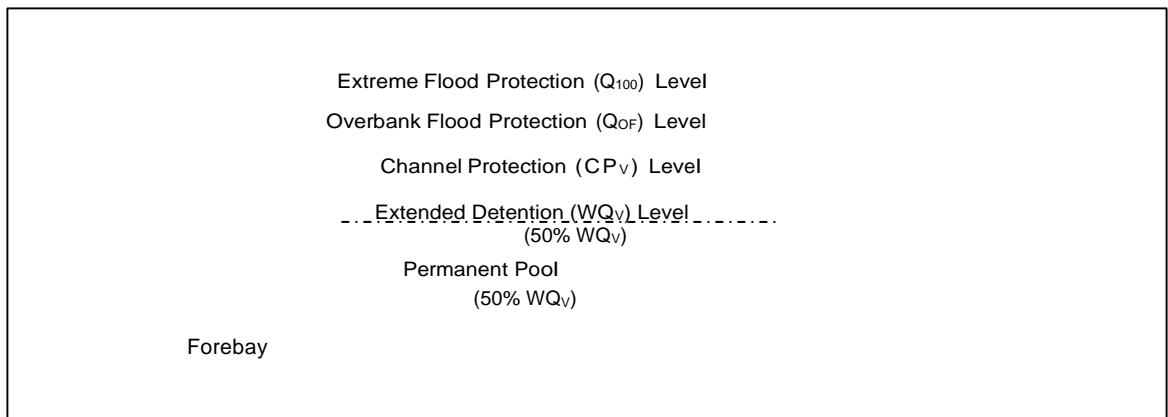 Extreme Flood Protection (Q100) Level
Overbank Flood Protection (QOF) Level
Channel Protection (CPV) Level
Extended Detention (WQV) Level
(50% WQV)
Permanent Pool
(50% WQV)
Forebay